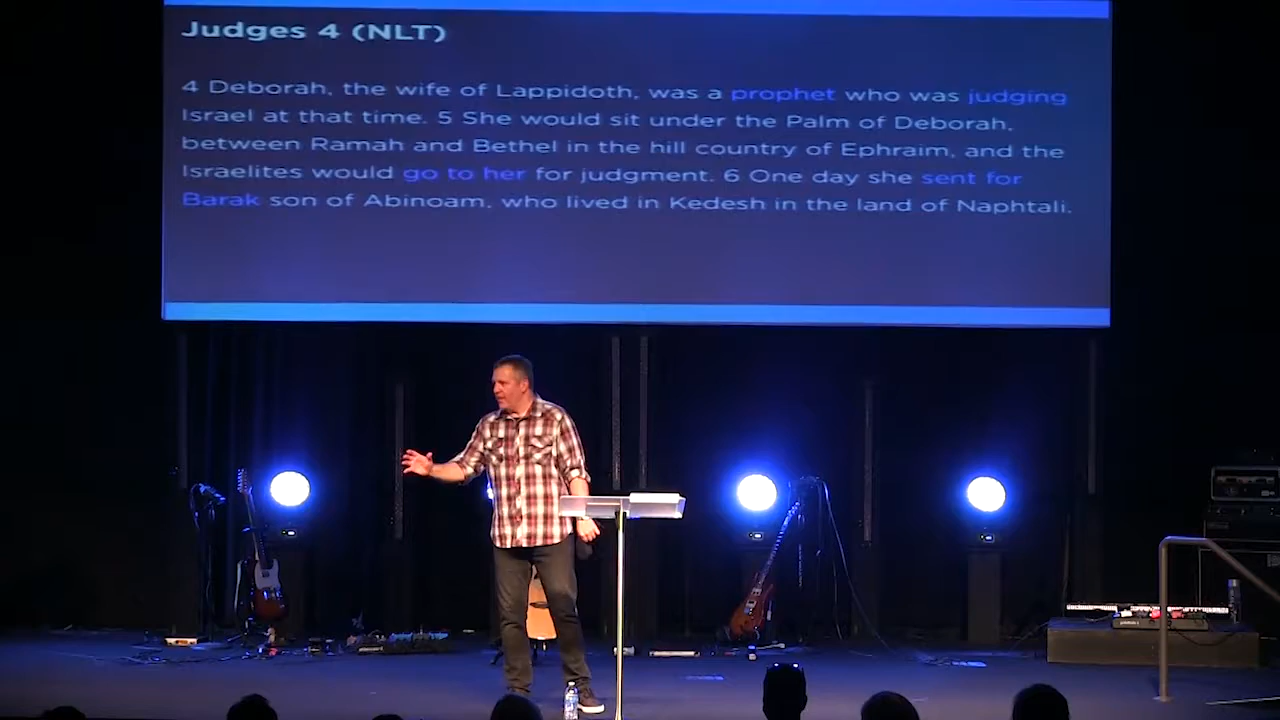 Judges 4 (NLT)
4 Deborah, the wife of Lappidoth, was a prophet who was judging
Israel at that time. 5 She would sit under the Palm of Deborah,
between Ramah and Bethel in the hill country of Ephraim, and the
Israelites would go to her for judgment. 6 One day she sent for
Barak son of Abinoam, who lived in Kedesh in the land of Naphtali.